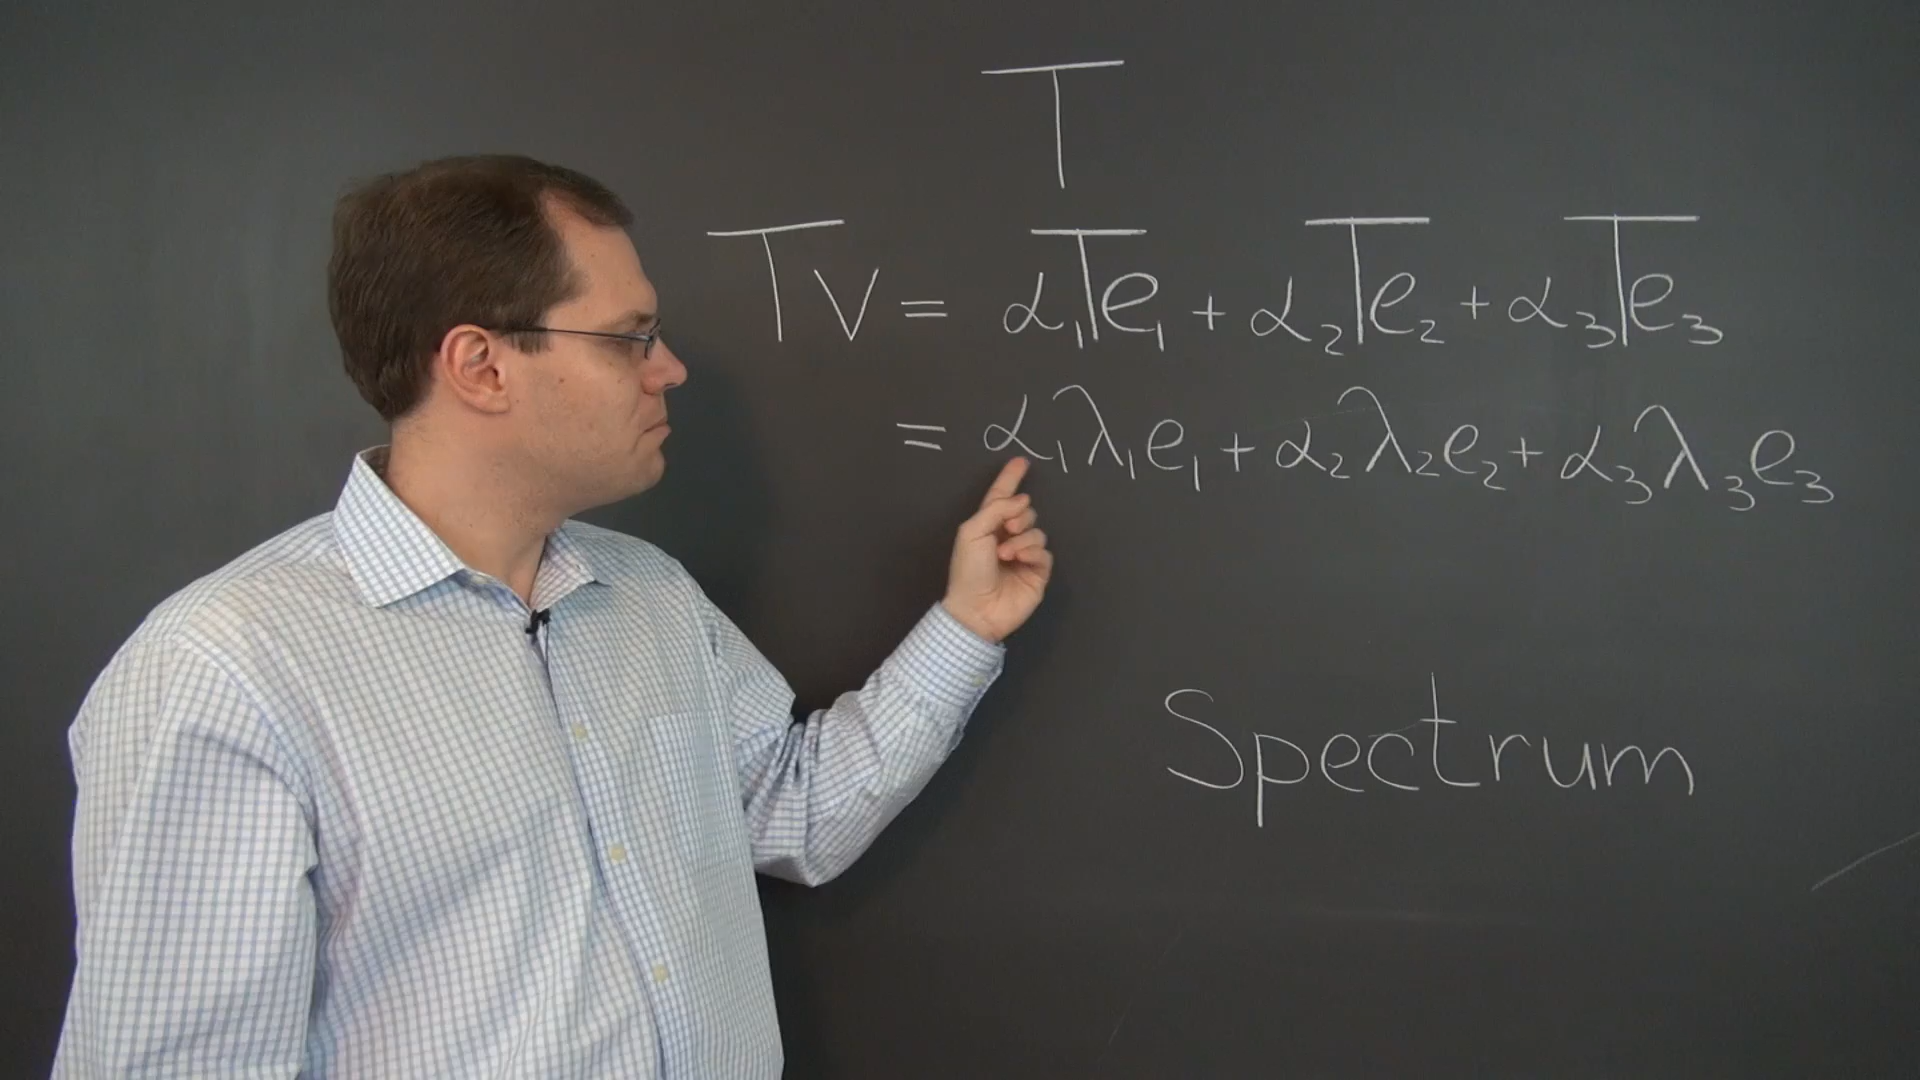 T
Tv = α₁Te₁ + α₂Te₂ + α₃Te₃
= α₁λ₁e₁ + α₂λ₂e₂ + α₃λ₃e₃
Spectrum